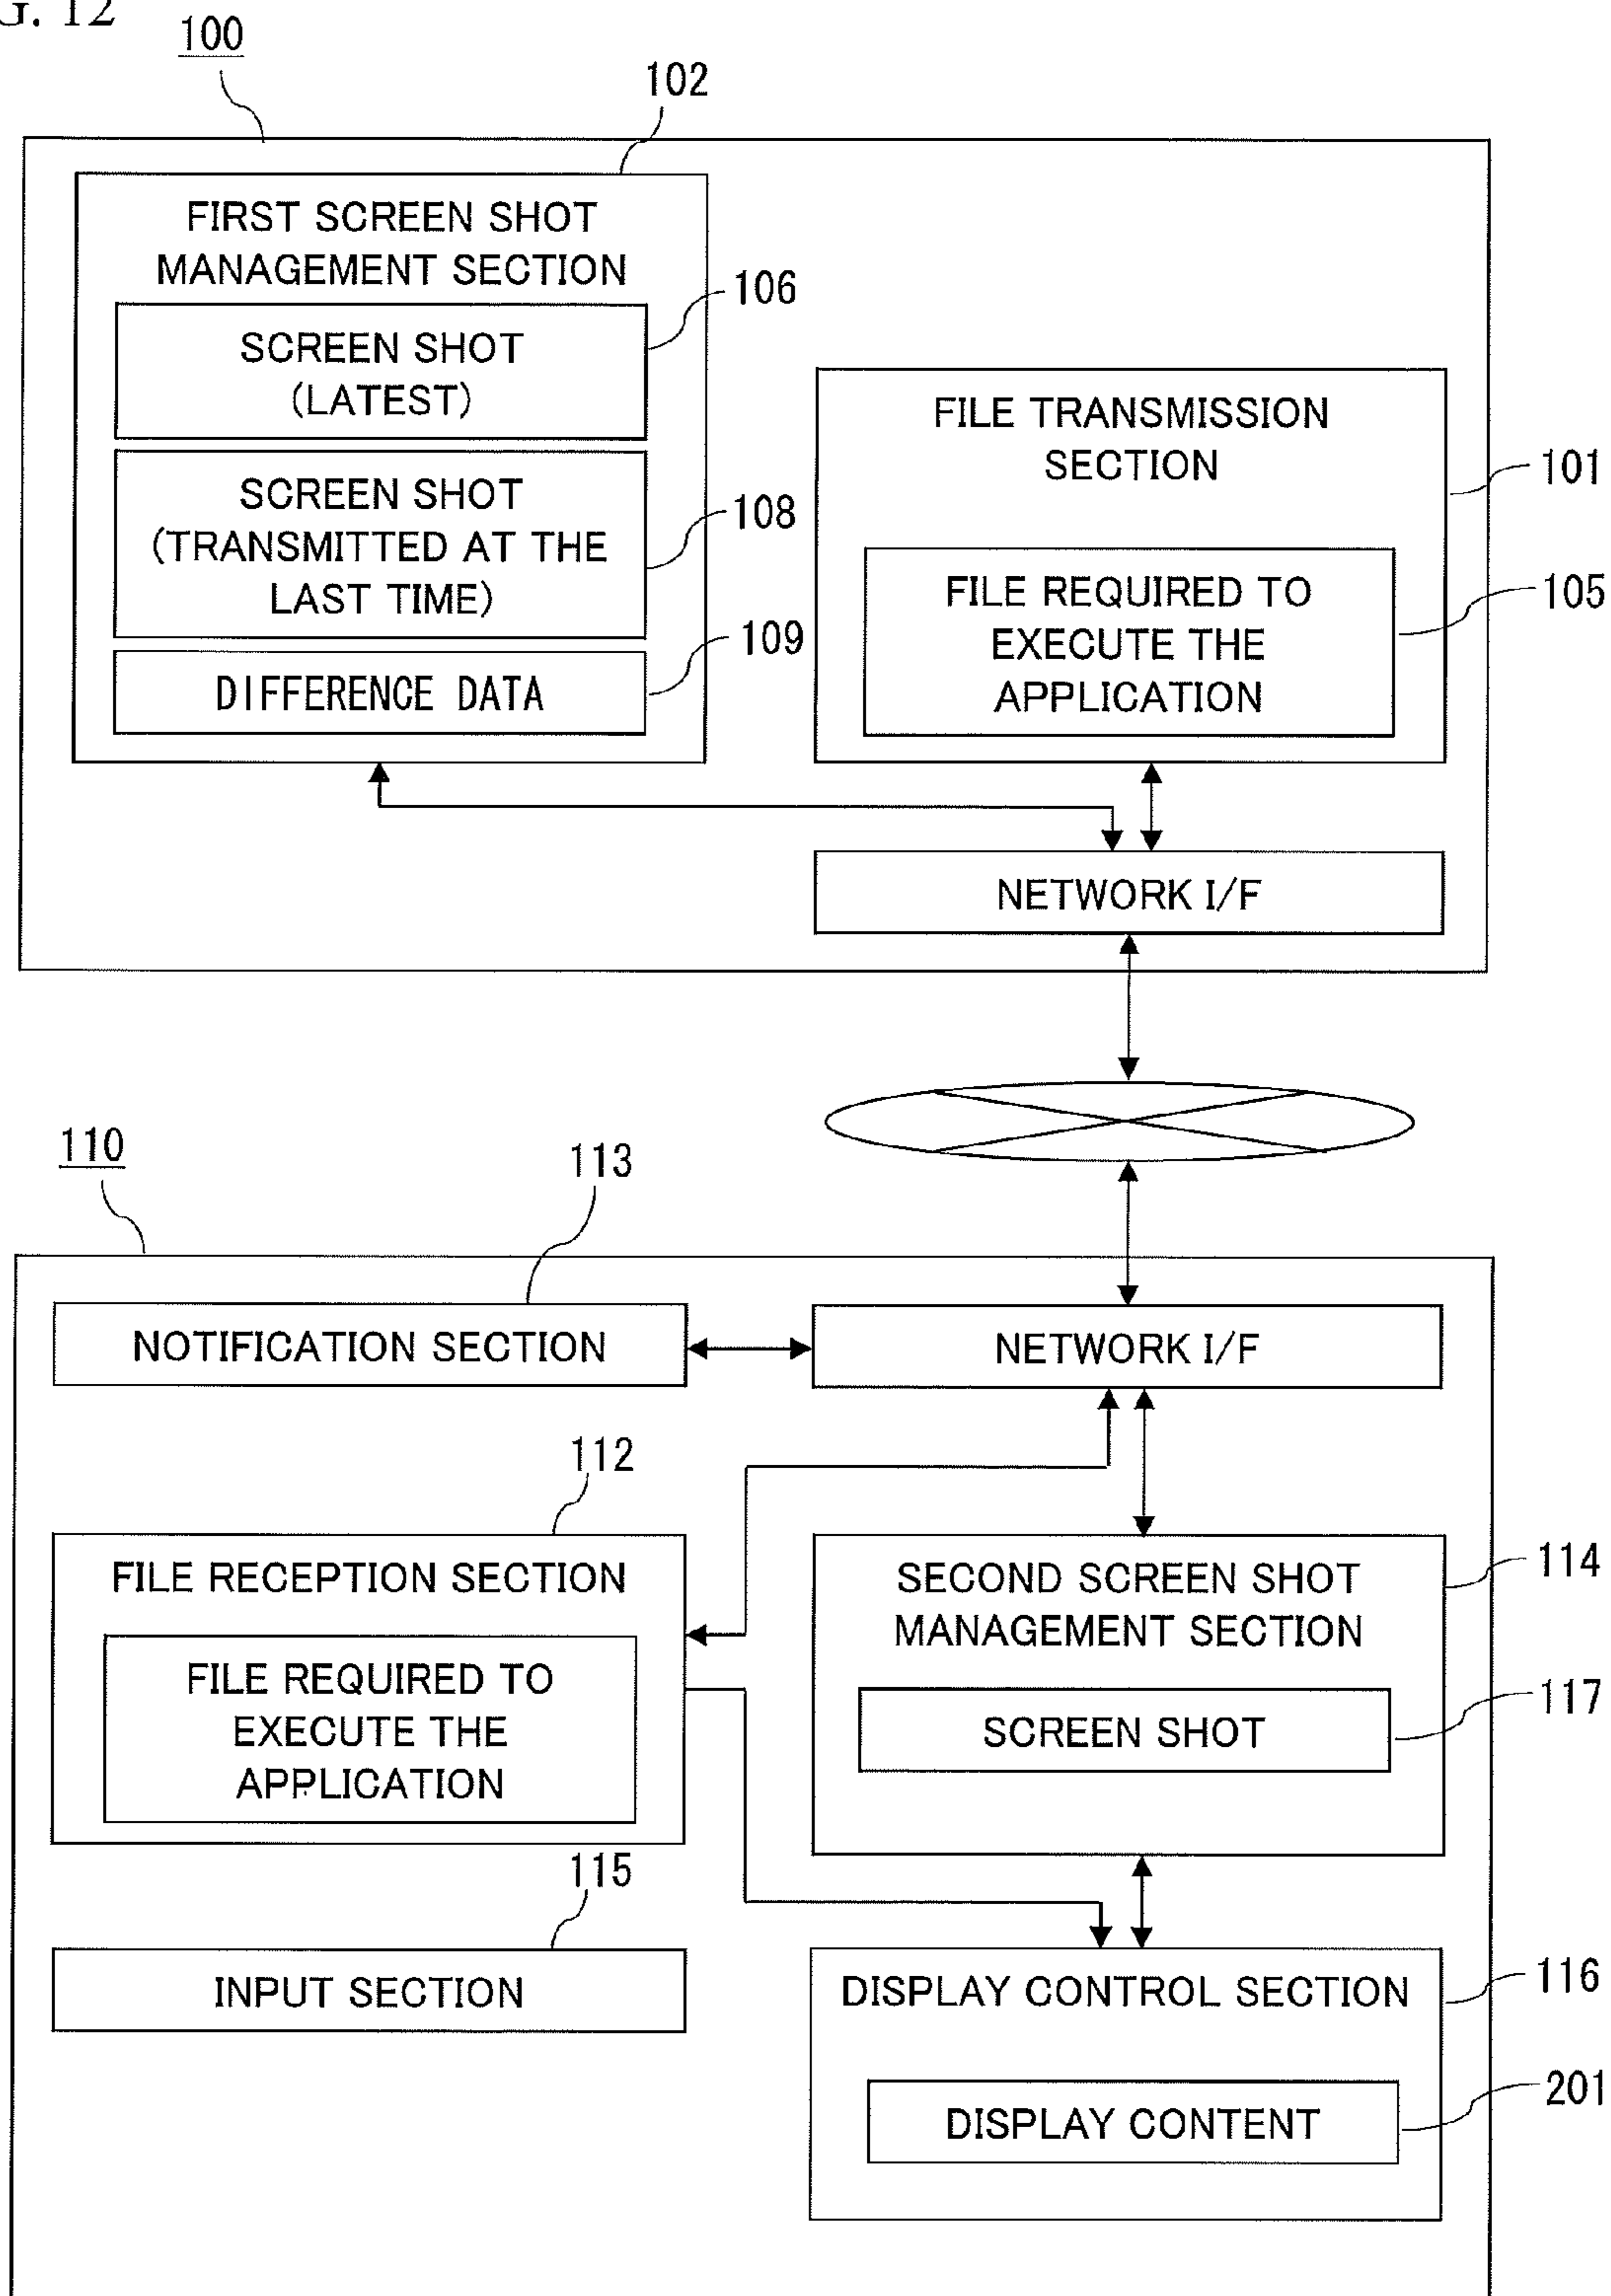 G. 12
100
102
FIRST SCREEN SHOT
MANAGEMENT SECTION
106
SCREEN SHOT
(LATEST)
SCREEN SHOT
(TRANSMITTED AT THE
LAST TIME)
108
109
DIFFERENCE DATA
FILE TRANSMISSION
SECTION
101
FILE REQUIRED TO
EXECUTE THE
APPLICATION
105
NETWORK I/F
110
113
NOTIFICATION SECTION
NETWORK I/F
112
FILE RECEPTION SECTION
FILE REQUIRED TO
EXECUTE THE
APPLICATION
SECOND SCREEN SHOT
MANAGEMENT SECTION
114
SCREEN SHOT
117
115
INPUT SECTION
DISPLAY CONTROL SECTION
116
DISPLAY CONTENT
201